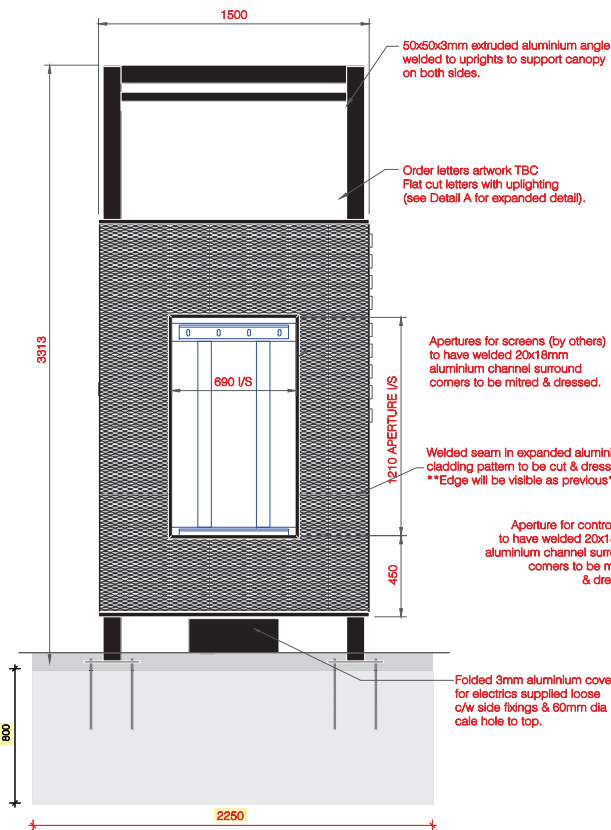 1500
50x50x3mm extruded aluminium angle
welded to uprights to support canopy
on both sides.
Order letters artwork TBC
Flat cut letters with uplighting
(see Detail A for expanded detail).
3313
Apertures for screens (by others)
to have welded 20x18mm
aluminium channel surround
corners to be mitred & dressed.
690 I/S
1210 APERTURE I/S
Welded seam in expanded alumini
cladding pattern to be cut & dress
**Edge will be visible as previous*
Aperture for contro
to have welded 20x1
aluminium channel surr
corners to be m
& dre
450
Folded 3mm aluminium cove
for electrics supplied loose
c/w side fixings & 60mm dia
cale hole to top.
800
2250